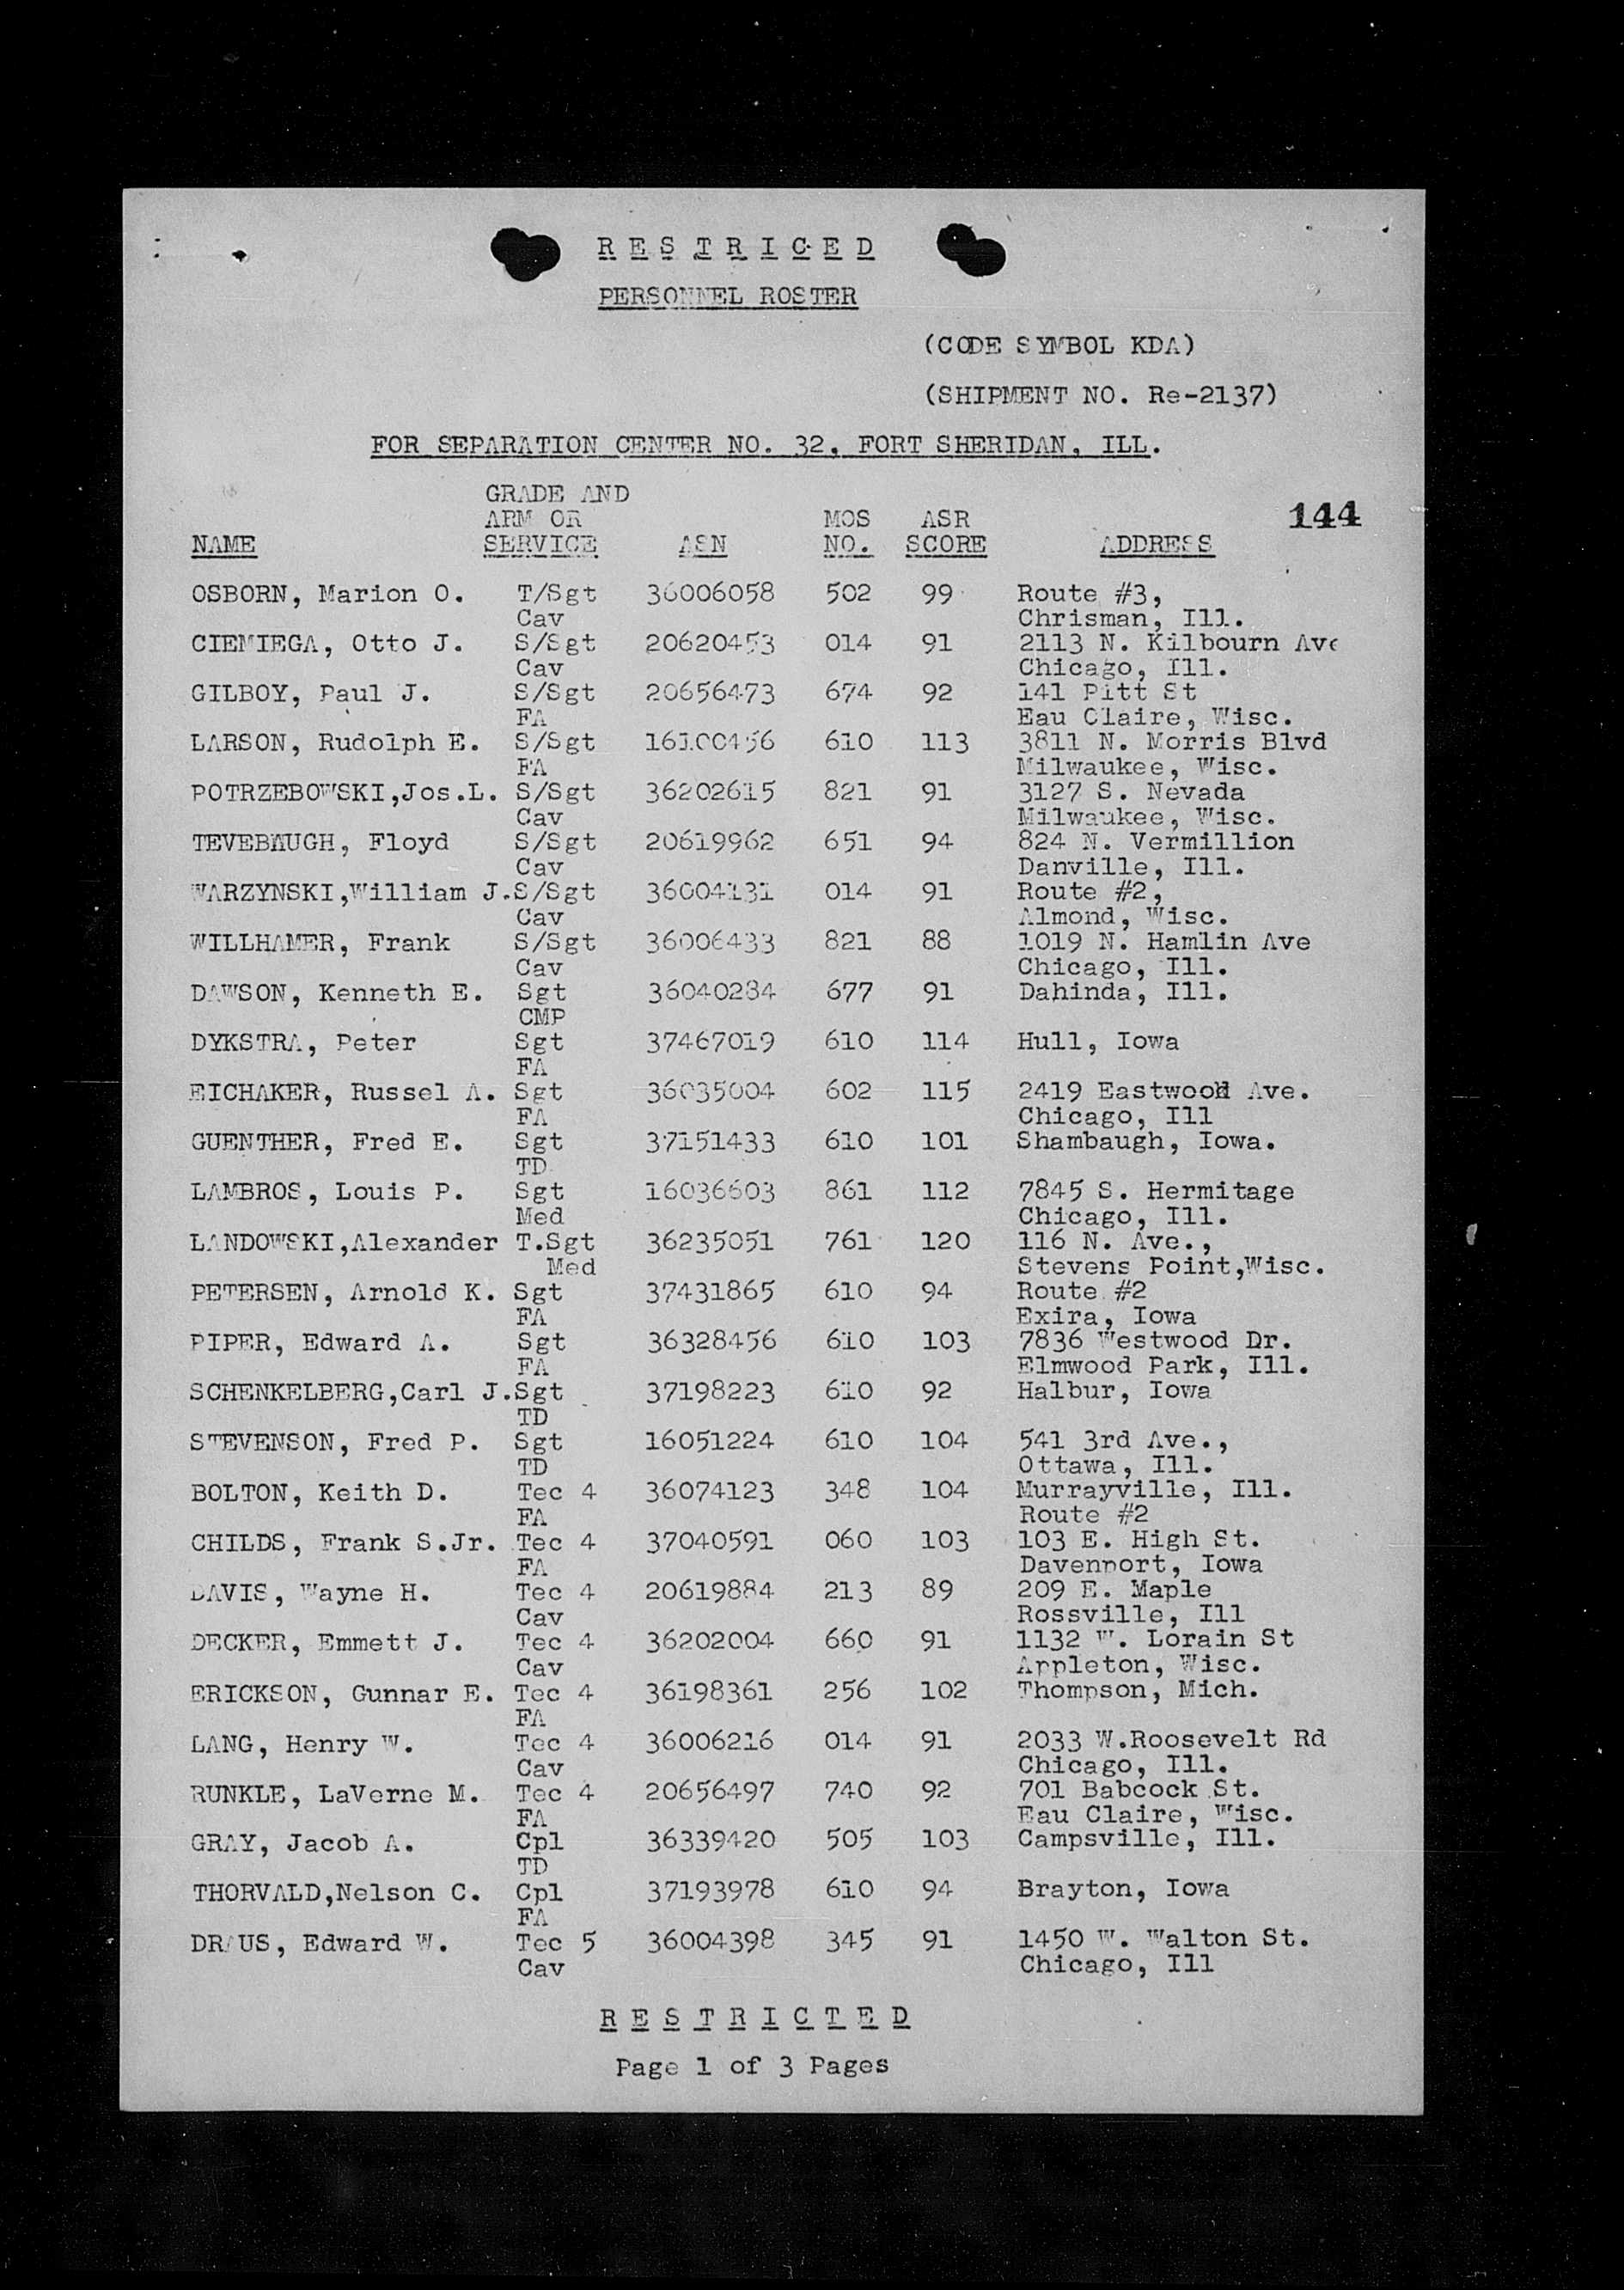 RESTRICED
PERSONNEL ROSTER
(CODE SYMBOL KDA)
(SHIPMENT NO. Re-2137)
FOR SEPARATION CENTER NO. 32, FORT SHERIDAN, ILL.
GRADE AND
ARM OR MOS ASR 144
NAME SERVICE ASN NO. SCORE ADDRESS
OSBORN, Marion O. T/Sgt 36006058 502 99 Route #3,
Cav Chrisman, Ill.
CIEMIEGA, Otto J. S/Sgt 20620453 014 91 2113 N. Kilbourn Ave
Cav Chicago, Ill.
GILBOY, Paul J. S/Sgt 20656473 674 92 141 Pitt St
FA Eau Claire, Wisc.
LARSON, Rudolph E. S/Sgt 16100456 610 113 3811 N. Morris Blvd
FA Milwaukee, Wisc.
POTRZEBOWSKI,Jos.L. S/Sgt 36202615 821 91 3127 S. Nevada
Cav Milwaukee, Wisc.
TEVEBAUGH, Floyd S/Sgt 20619962 651 94 824 N. Vermillion
Cav Danville, Ill.
WARZYNSKI,William J. S/Sgt 36004131 014 91 Route #2,
Cav Almond, Wisc.
WILLHAMER, Frank S/Sgt 36006433 821 88 1019 N. Hamlin Ave
Cav Chicago, Ill.
DAWSON, Kenneth E. Sgt 36040284 677 91 Dahinda, Ill.
CMP
DYKSTRA, Peter Sgt 37467019 610 114 Hull, Iowa
FA
EICHAKER, Russel A. Sgt 36035004 602 115 2419 Eastwood Ave.
FA Chicago, Ill
GUENTHER, Fred E. Sgt 37151433 610 101 Shambaugh, Iowa.
TD
LAMBROS, Louis P. Sgt 16036603 861 112 7845 S. Hermitage
Med Chicago, Ill.
LANDOWSKI,Alexander T.Sgt 36235051 761 120 116 N. Ave.,
Med Stevens Point,Wisc.
PETERSEN, Arnold K. Sgt 37431865 610 94 Route #2
FA Exira, Iowa
PIPER, Edward A. Sgt 36328456 610 103 7836 Westwood Dr.
FA Elmwood Park, Ill.
SCHENKELBERG,Carl J. Sgt 37198223 610 92 Halbur, Iowa
TD
STEVENSON, Fred P. Sgt 16051224 610 104 541 3rd Ave.,
TD Ottawa, Ill.
BOLTON, Keith D. Tec 4 36074123 348 104 Murrayville, Ill.
FA Route #2
CHILDS, Frank S.Jr. Tec 4 37040591 060 103 103 E. High St.
FA Davenport, Iowa
DAVIS, Wayne H. Tec 4 20619884 213 89 209 E. Maple
Cav Rossville, Ill
DECKER, Emmett J. Tec 4 36202004 660 91 1132 W. Lorain St
Cav Appleton, Wisc.
ERICKSON, Gunnar E. Tec 4 36198361 256 102 Thompson, Mich.
FA
LANG, Henry W. Tec 4 36006216 014 91 2033 W.Roosevelt Rd
Cav Chicago, Ill.
RUNKLE, LaVerne M. Tec 4 20656497 740 92 701 Babcock St.
FA Eau Claire, Wisc.
GRAY, Jacob A. Cpl 36339420 505 103 Campsville, Ill.
TD
THORVALD,Nelson C. Cpl 37193978 610 94 Brayton, Iowa
FA
DRAUS, Edward W. Tec 5 36004398 345 91 1450 W. Walton St.
Cav Chicago, Ill
RESTRICTED
Page 1 of 3 Pages